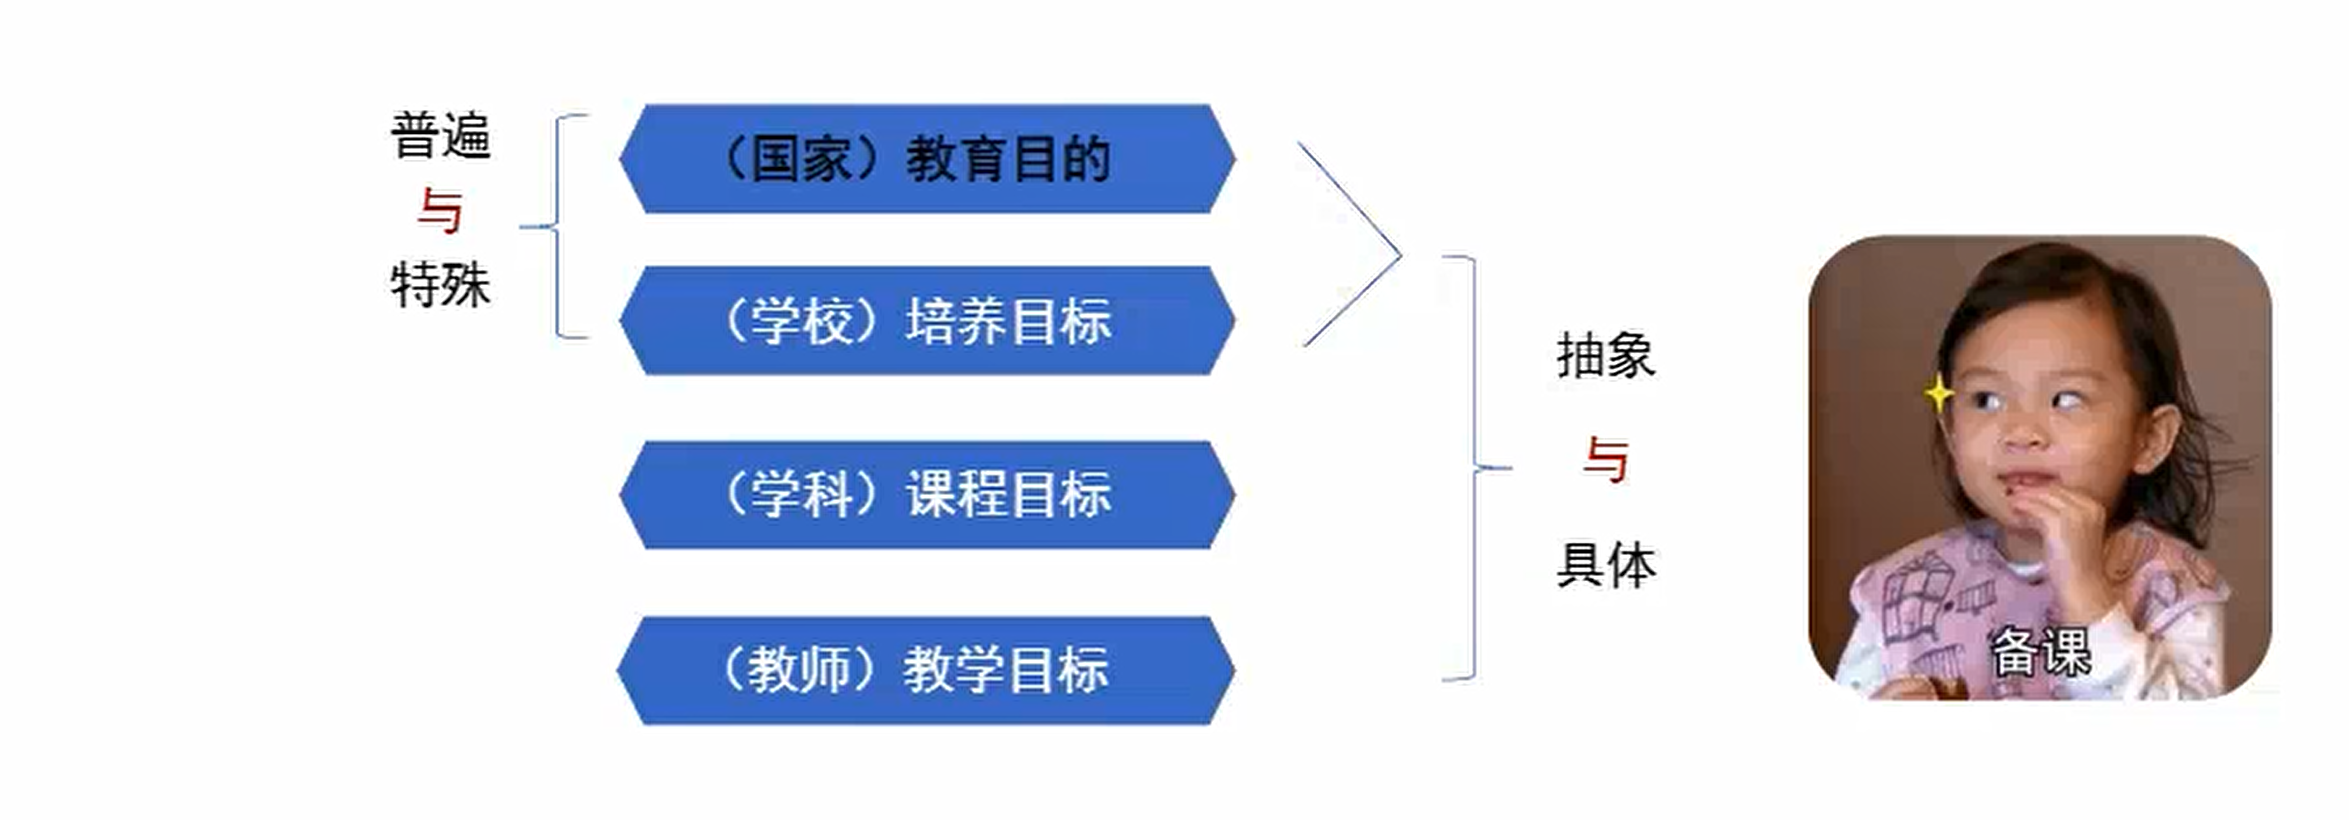 普遍
与
特殊
（国家）教育目的
（学校）培养目标
（学科）课程目标
（教师）教学目标
抽象
与
具体
备课